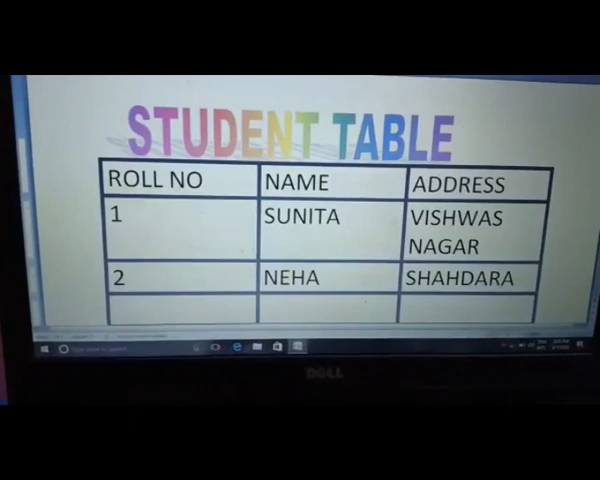 STUDENT TABLE
ROLL NO NAME ADDRESS
1 SUNITA VISHWAS
NAGAR
2 NEHA SHAHDARA
DELL